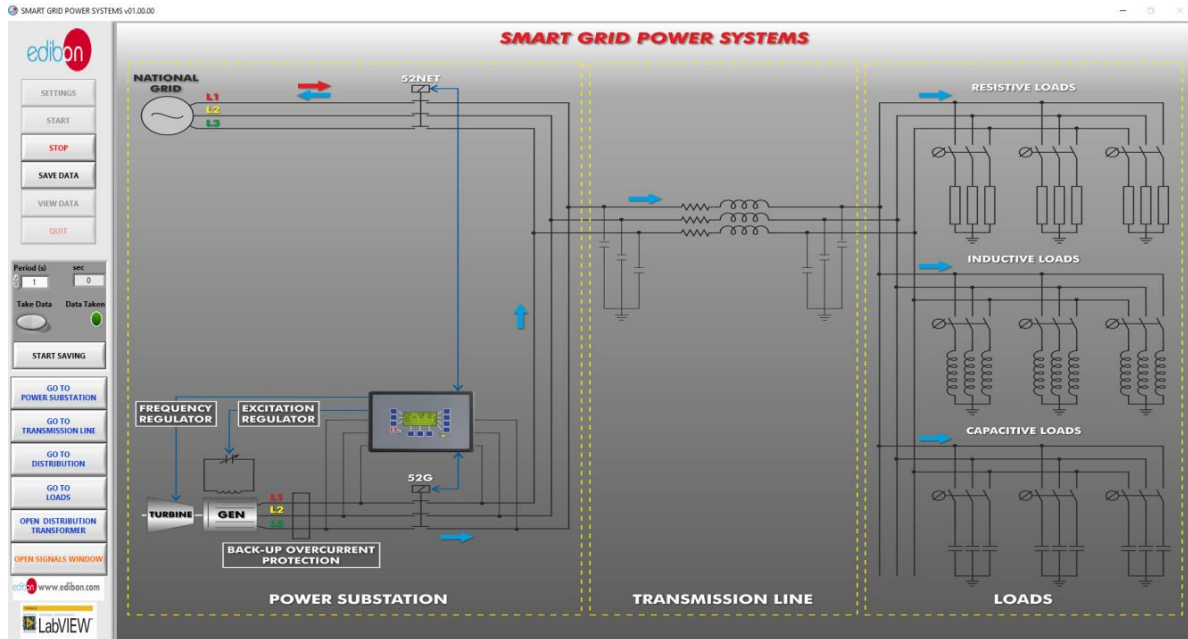 SMART GRID POWER SYSTEMS v01.00.00
edibon
SETTINGS
START
STOP
SAVE DATA
VIEW DATA
QUIT
Period (s)
sec
1
0
Take Data
Data Taken
START SAVING
GO TO
POWER SUBSTATION
GO TO
TRANSMISSION LINE
GO TO
DISTRIBUTION
GO TO
LOADS
OPEN DISTRIBUTION
TRANSFORMER
OPEN SIGNALS WINDOW
edibon www.edibon.com
LabVIEW
SMART GRID POWER SYSTEMS
NATIONAL
GRID
L1
L2
L3
52NET
FREQUENCY
REGULATOR
EXCITATION
REGULATOR
TURBINE
GEN
L1
L2
L3
52G
BACK-UP OVERCURRENT
PROTECTION
POWER SUBSTATION
TRANSMISSION LINE
RESISTIVE LOADS
INDUCTIVE LOADS
CAPACITIVE LOADS
LOADS